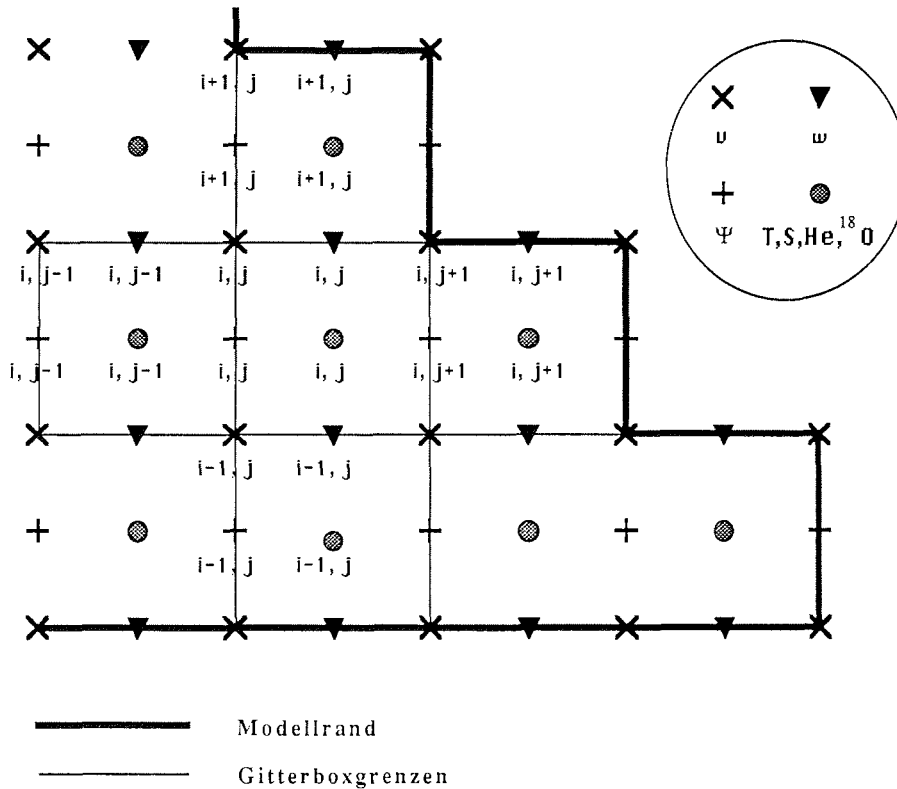 i+1, j i+1, j
i+1, j i+1, j
υ ω
Ψ T,S,He,¹⁸O
i, j-1 i, j-1 i, j i, j i, j+1 i, j+1
i, j-1 i, j-1 i, j i, j i, j+1 i, j+1
i-1, j i-1, j
i-1, j i-1, j
Modellrand
Gitterboxgrenzen